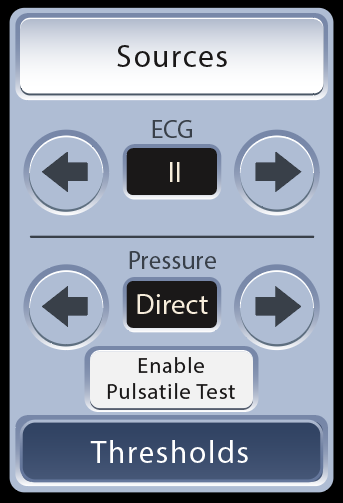 Sources
ECG
II
Pressure
Direct
Enable
Pulsatile Test
Thresholds